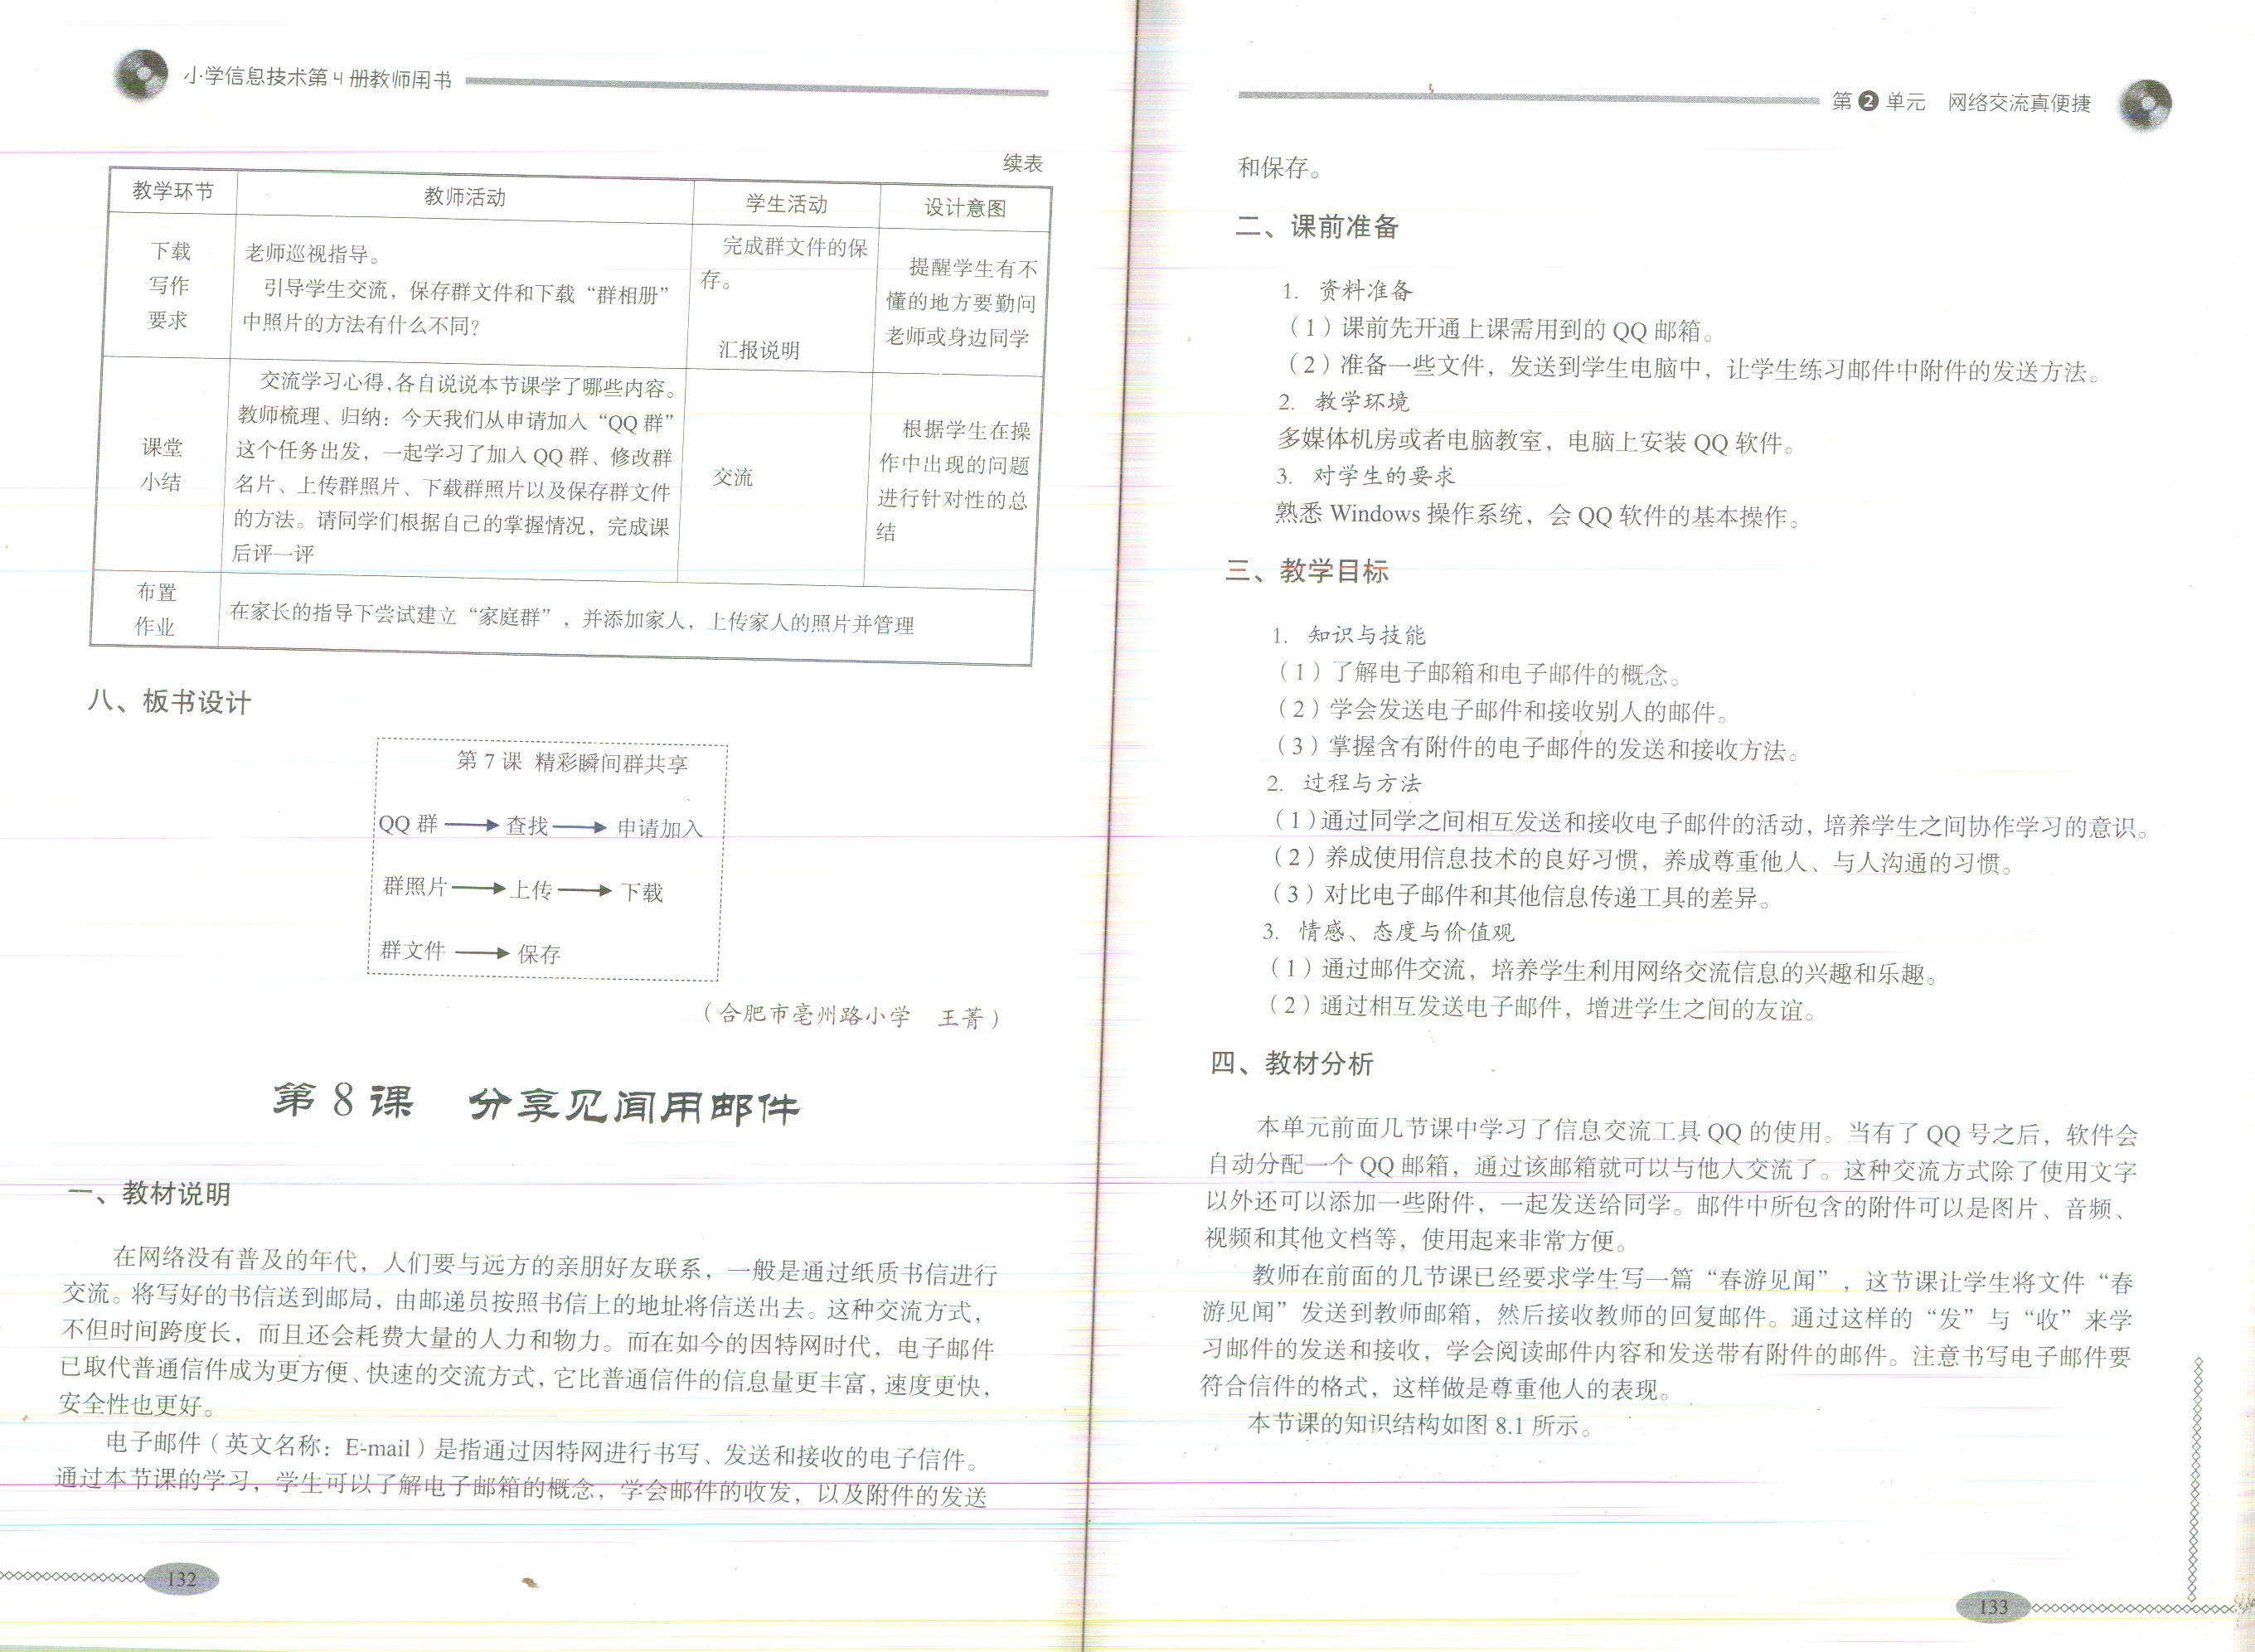 小学信息技术第4册教师用书
续表
教学环节 教师活动 学生活动 设计意图
下载
写作
要求
老师巡视指导。
引导学生交流，保存群文件和下载“群相册”
中照片的方法有什么不同？
完成群文件的保
存。
汇报说明
提醒学生有不
懂的地方要勤问
老师或身边同学
课堂
小结
交流学习心得，各自说说本节课学了哪些内容。
教师梳理、归纳：今天我们从申请加入“QQ群”
这个任务出发，一起学习了加入QQ群、修改群
名片、上传群照片、下载群照片以及保存群文件
的方法。请同学们根据自己的掌握情况，完成课
后评一评
交流
根据学生在操
作中出现的问题
进行针对性的总
结
布置
作业
在家长的指导下尝试建立“家庭群”，并添加家人，上传家人的照片并管理
八、板书设计
第7课 精彩瞬间群共享
QQ群 查找 申请加入
群照片 上传 下载
群文件 保存
（合肥市亳州路小学 王菁）
第8课 分享见闻用邮件
一、教材说明
在网络没有普及的年代，人们要与远方的亲朋好友联系，一般是通过纸质书信进行
交流。将写好的书信送到邮局，由邮递员按照书信上的地址将信送出去。这种交流方式，
不但时间跨度长，而且还会耗费大量的人力和物力。而在如今的因特网时代，电子邮件
已取代普通信件成为更方便、快速的交流方式，它比普通信件的信息量更丰富，速度更快，
安全性也更好。
电子邮件（英文名称：E-mail）是指通过因特网进行书写、发送和接收的电子信件。
通过本节课的学习，学生可以了解电子邮箱的概念，学会邮件的收发，以及附件的发送
132
第2单元 网络交流真便捷
和保存。
二、课前准备
1. 资料准备
（1）课前先开通上课需用到的QQ邮箱。
（2）准备一些文件，发送到学生电脑中，让学生练习邮件中附件的发送方法。
2. 教学环境
多媒体机房或者电脑教室，电脑上安装QQ软件。
3. 对学生的要求
熟悉Windows操作系统，会QQ软件的基本操作。
三、教学目标
1. 知识与技能
（1）了解电子邮箱和电子邮件的概念。
（2）学会发送电子邮件和接收别人的邮件。
（3）掌握含有附件的电子邮件的发送和接收方法。
2. 过程与方法
（1）通过同学之间相互发送和接收电子邮件的活动，培养学生之间协作学习的意识。
（2）养成使用信息技术的良好习惯，养成尊重他人、与人沟通的习惯。
（3）对比电子邮件和其他信息传递工具的差异。
3. 情感、态度与价值观
（1）通过邮件交流，培养学生利用网络交流信息的兴趣和乐趣。
（2）通过相互发送电子邮件，增进学生之间的友谊。
四、教材分析
本单元前面几节课中学习了信息交流工具QQ的使用。当有了QQ号之后，软件会
自动分配一个QQ邮箱，通过该邮箱就可以与他人交流了。这种交流方式除了使用文字
以外还可以添加一些附件，一起发送给同学。邮件中所包含的附件可以是图片、音频、
视频和其他文档等，使用起来非常方便。
教师在前面的几节课已经要求学生写一篇“春游见闻”，这节课让学生将文件“春
游见闻”发送到教师邮箱，然后接收教师的回复邮件。通过这样的“发”与“收”来学
习邮件的发送和接收，学会阅读邮件内容和发送带有附件的邮件。注意书写电子邮件要
符合信件的格式，这样做是尊重他人的表现。
本节课的知识结构如图8.1所示。
133